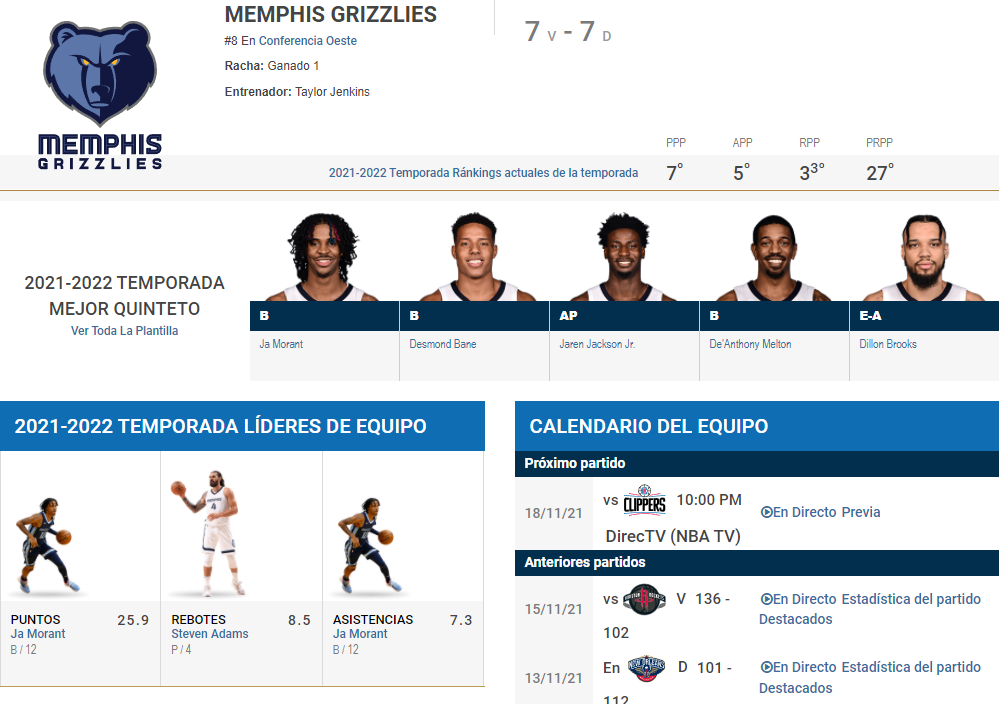 MEMPHIS GRIZZLIES
#8 En Conferencia Oeste
Racha: Ganado 1
Entrenador: Taylor Jenkins
7 V - 7 D
MEMPHIS
GRIZZLIES
PPP APP RPP PRPP
2021-2022 Temporada Ránkings actuales de la temporada 7° 5° 3³° 27°
2021-2022 TEMPORADA
MEJOR QUINTETO
Ver Toda La Plantilla
B B AP B E-A
Ja Morant Desmond Bane Jaren Jackson Jr. De'Anthony Melton Dillon Brooks
2021-2022 TEMPORADA LÍDERES DE EQUIPO
PUNTOS 25.9
Ja Morant
B / 12
REBOTES 8.5
Steven Adams
P / 4
ASISTENCIAS 7.3
Ja Morant
B / 12
CALENDARIO DEL EQUIPO
Próximo partido
18/11/21 vs CLIPPERS 10:00 PM En Directo Previa
DirecTV (NBA TV)
Anteriores partidos
15/11/21 vs V 136 - En Directo Estadística del partido
102 Destacados
13/11/21 En D 101 - En Directo Estadística del partido
112 Destacados